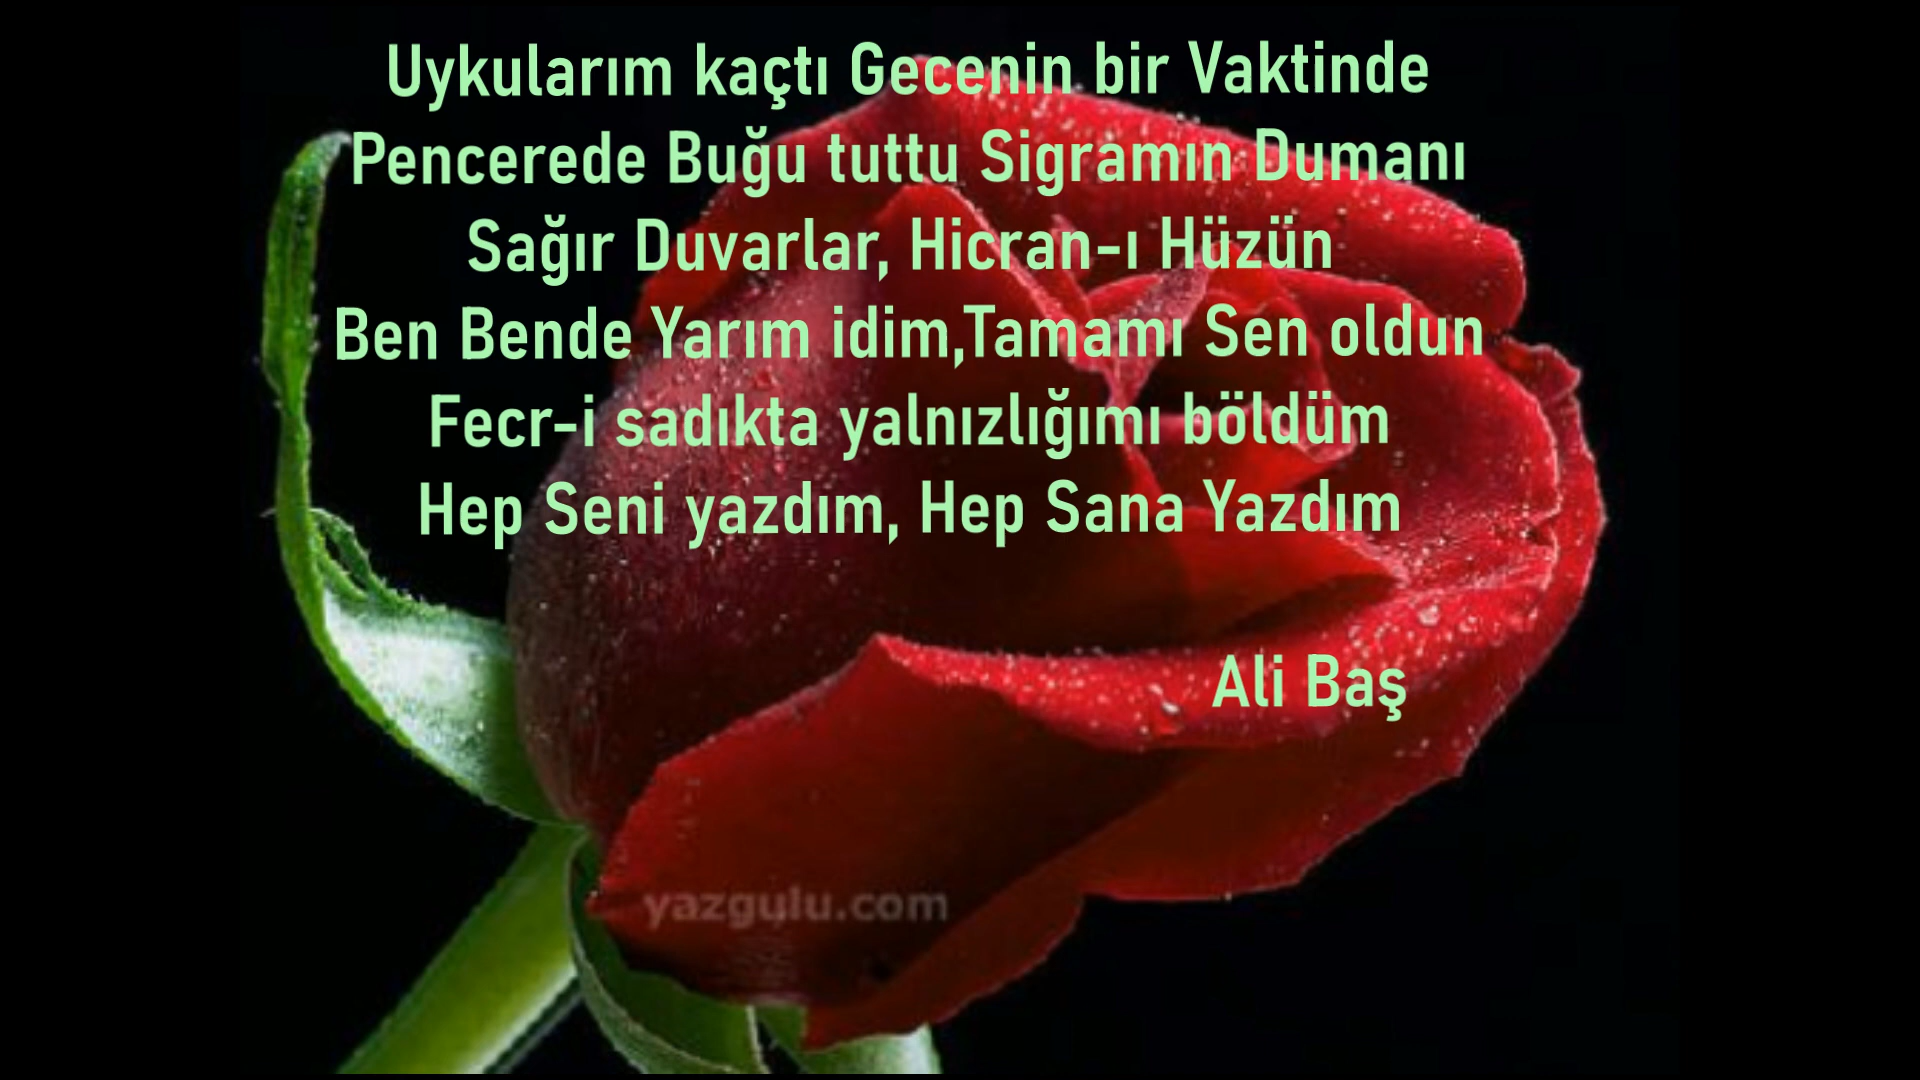 Uykularım kaçtı Gecenin bir Vaktinde
Pencerede Buğu tuttu Sigramın Dumanı
Sağır Duvarlar, Hicran-ı Hüzün
Ben Bende Yarım idim,Tamamı Sen oldun
Fecr-i sadıkta yalnızlığımı böldüm
Hep Seni yazdım, Hep Sana Yazdım
Ali Baş
yazgulu.com